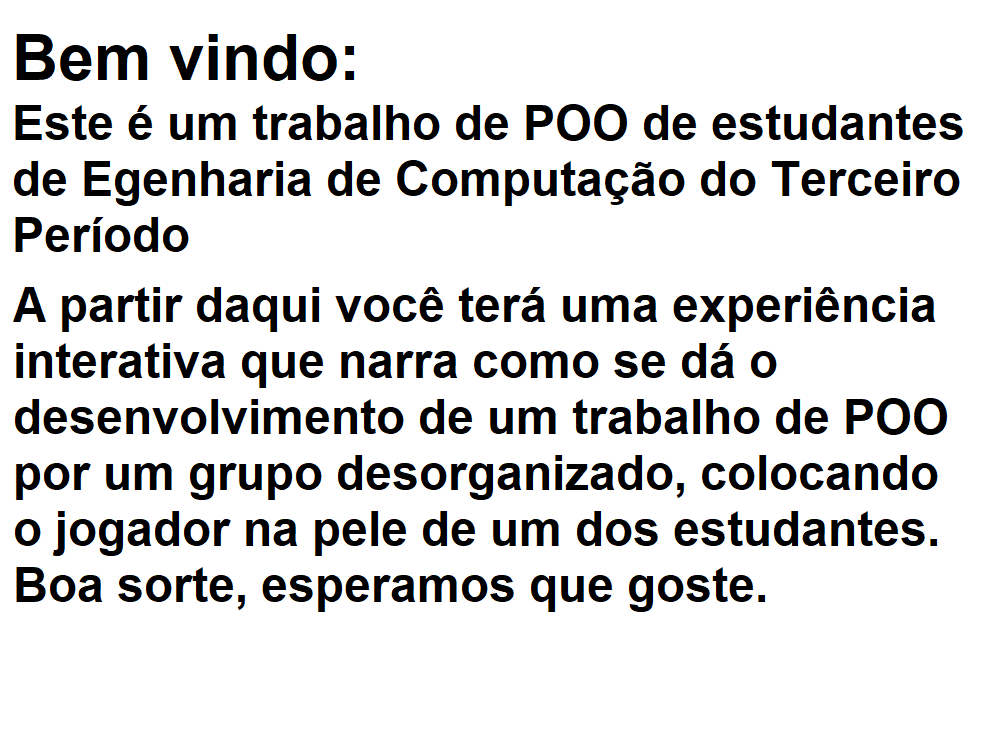 Bem vindo:
Este é um trabalho de POO de estudantes
de Egenharia de Computação do Terceiro
Período
A partir daqui você terá uma experiência
interativa que narra como se dá o
desenvolvimento de um trabalho de POO
por um grupo desorganizado, colocando
o jogador na pele de um dos estudantes.
Boa sorte, esperamos que goste.